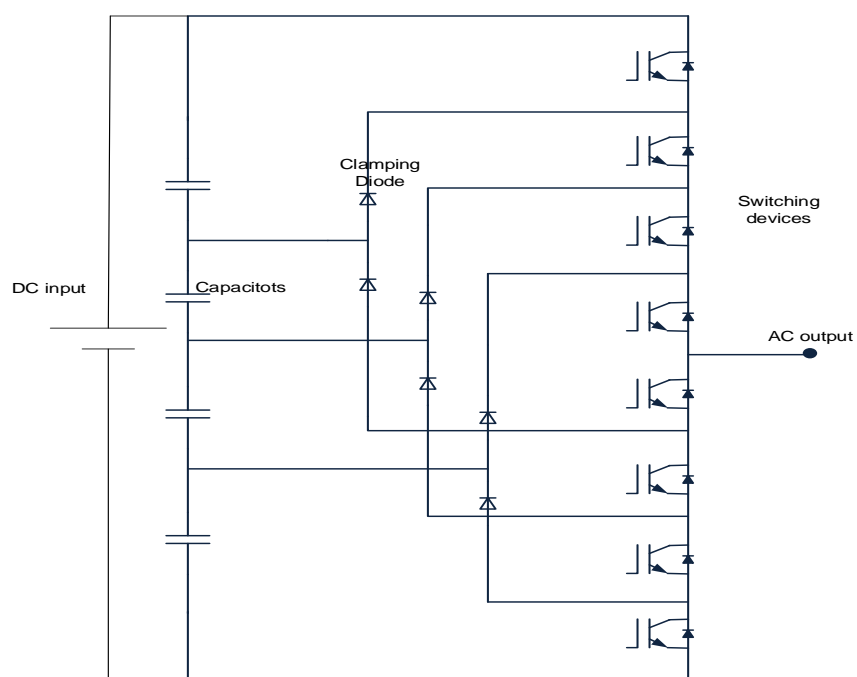 Clamping
Diode
Switching
devices
DC input
Capacitots
AC output